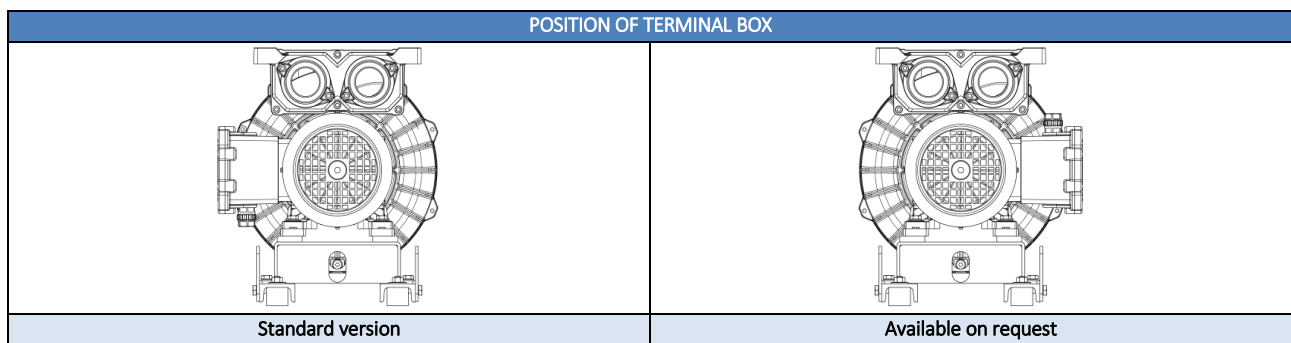 POSITION OF TERMINAL BOX
Standard version
Available on request